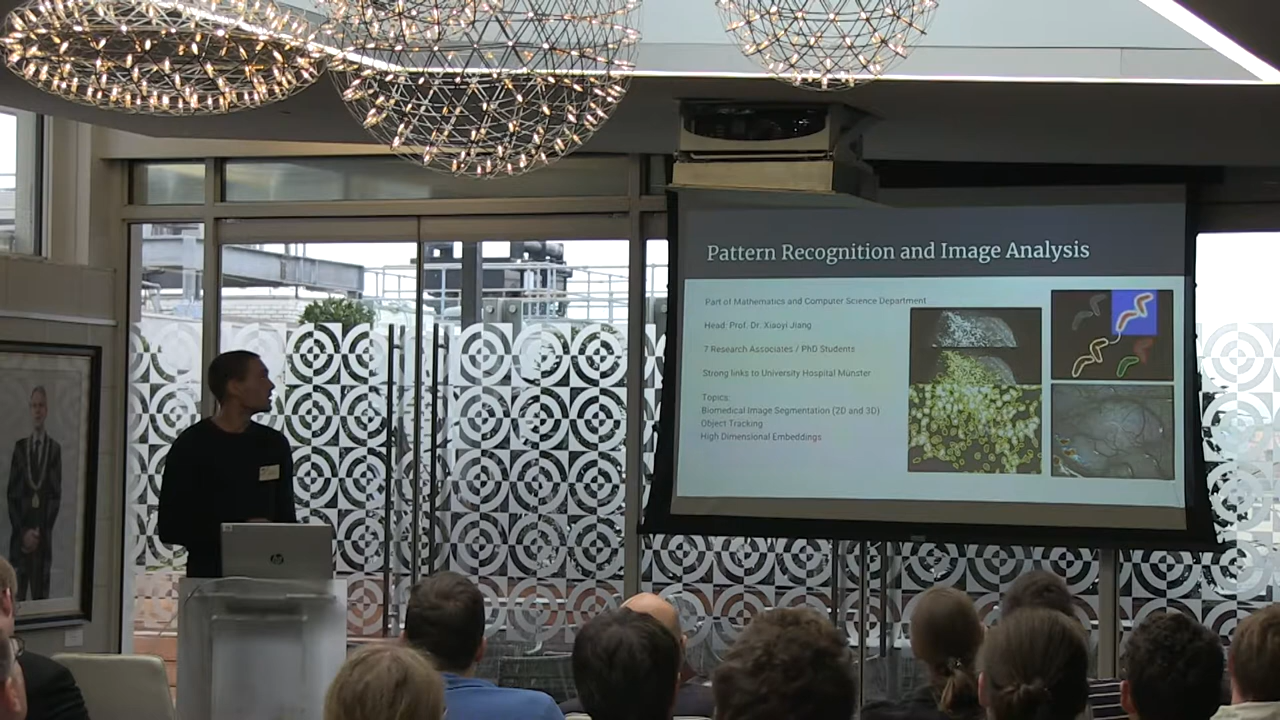 Pattern Recognition and Image Analysis
Part of Mathematics and Computer Science Department
Head: Prof. Dr. Xiaoyi Jiang
7 Research Associates / PhD Students
Strong links to University Hospital Münster
Topics:
Biomedical Image Segmentation (2D and 3D)
Object Tracking
High Dimensional Embeddings
hp